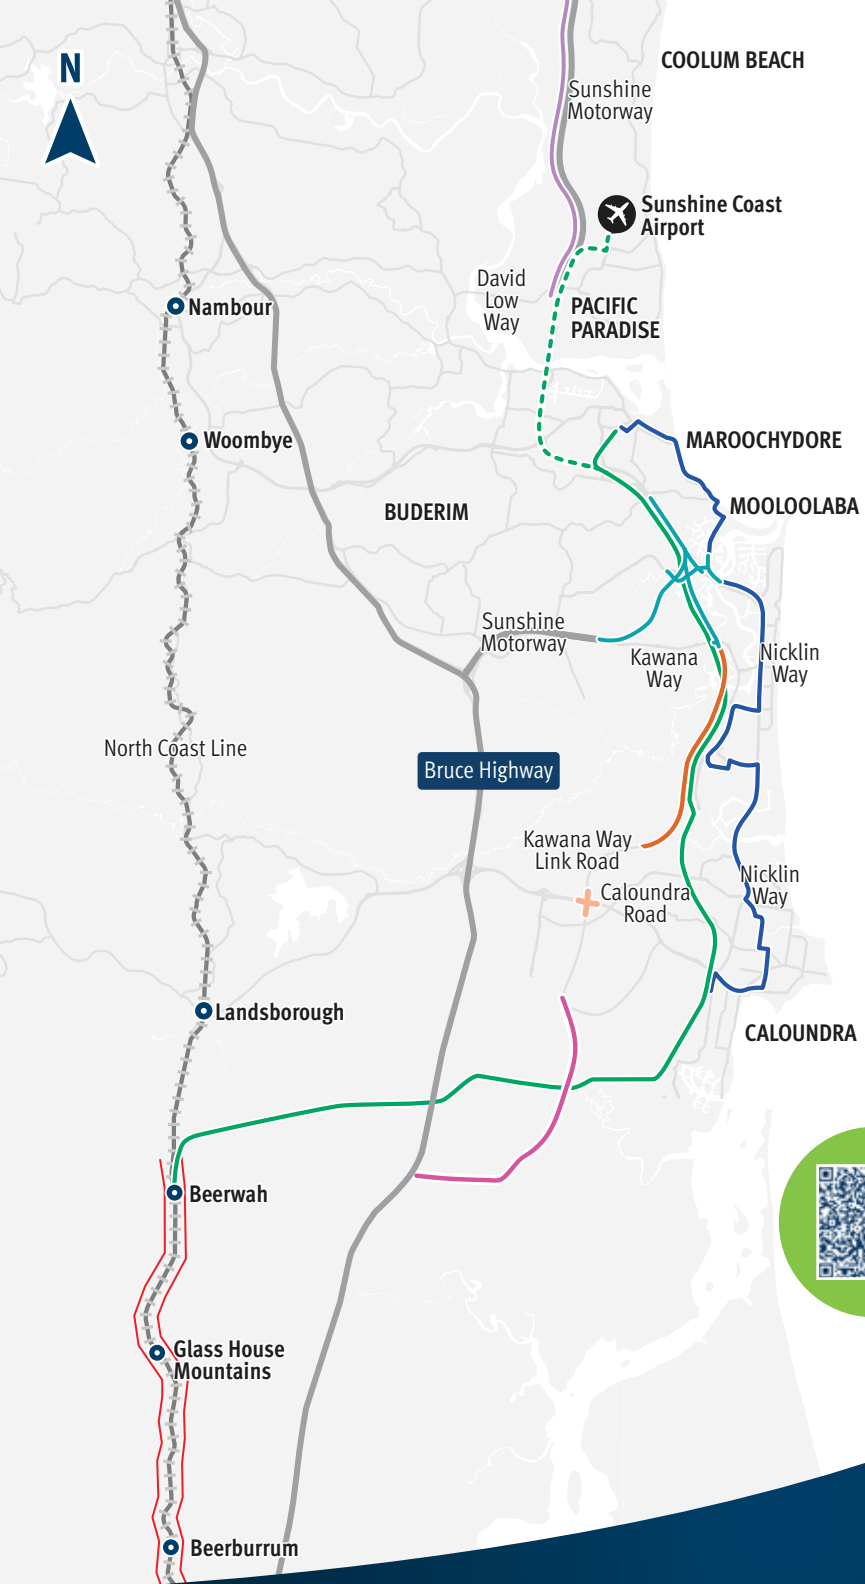 COOLUM BEACH
N
Sunshine
Motorway
Sunshine Coast
Airport
David
Low
Way
PACIFIC
PARADISE
Nambour
Woombye
MAROOCHYDORE
BUDERIM
MOOLOOLABA
Sunshine
Motorway
Kawana
Way
Nicklin
Way
North Coast Line
Bruce Highway
Kawana Way
Link Road
Nicklin
Way
Caloundra
Road
Landsborough
CALOUNDRA
Beerwah
Glass House
Mountains
Beerburrum